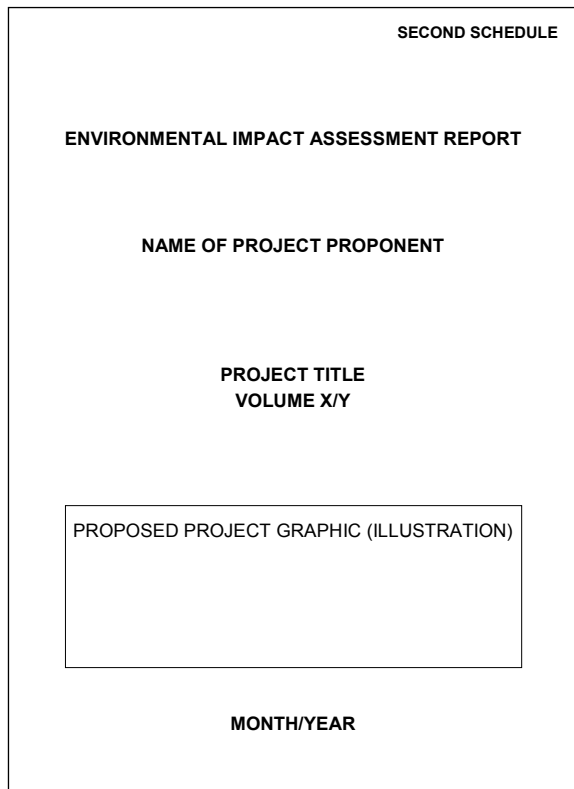 SECOND SCHEDULE
ENVIRONMENTAL IMPACT ASSESSMENT REPORT
NAME OF PROJECT PROPONENT
PROJECT TITLE
VOLUME X/Y
PROPOSED PROJECT GRAPHIC (ILLUSTRATION)
MONTH/YEAR